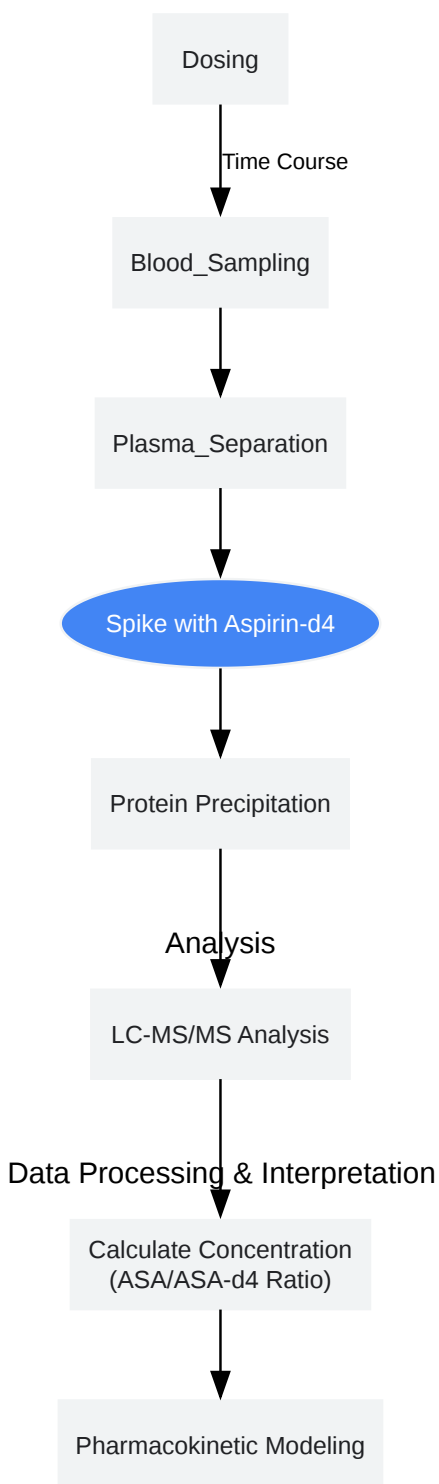 Dosing
Time Course
Blood_Sampling
Plasma_Separation
Spike with Aspirin-d4
Protein Precipitation
Analysis
LC-MS/MS Analysis
Data Processing & Interpretation
Calculate Concentration
(ASA/ASA-d4 Ratio)
Pharmacokinetic Modeling